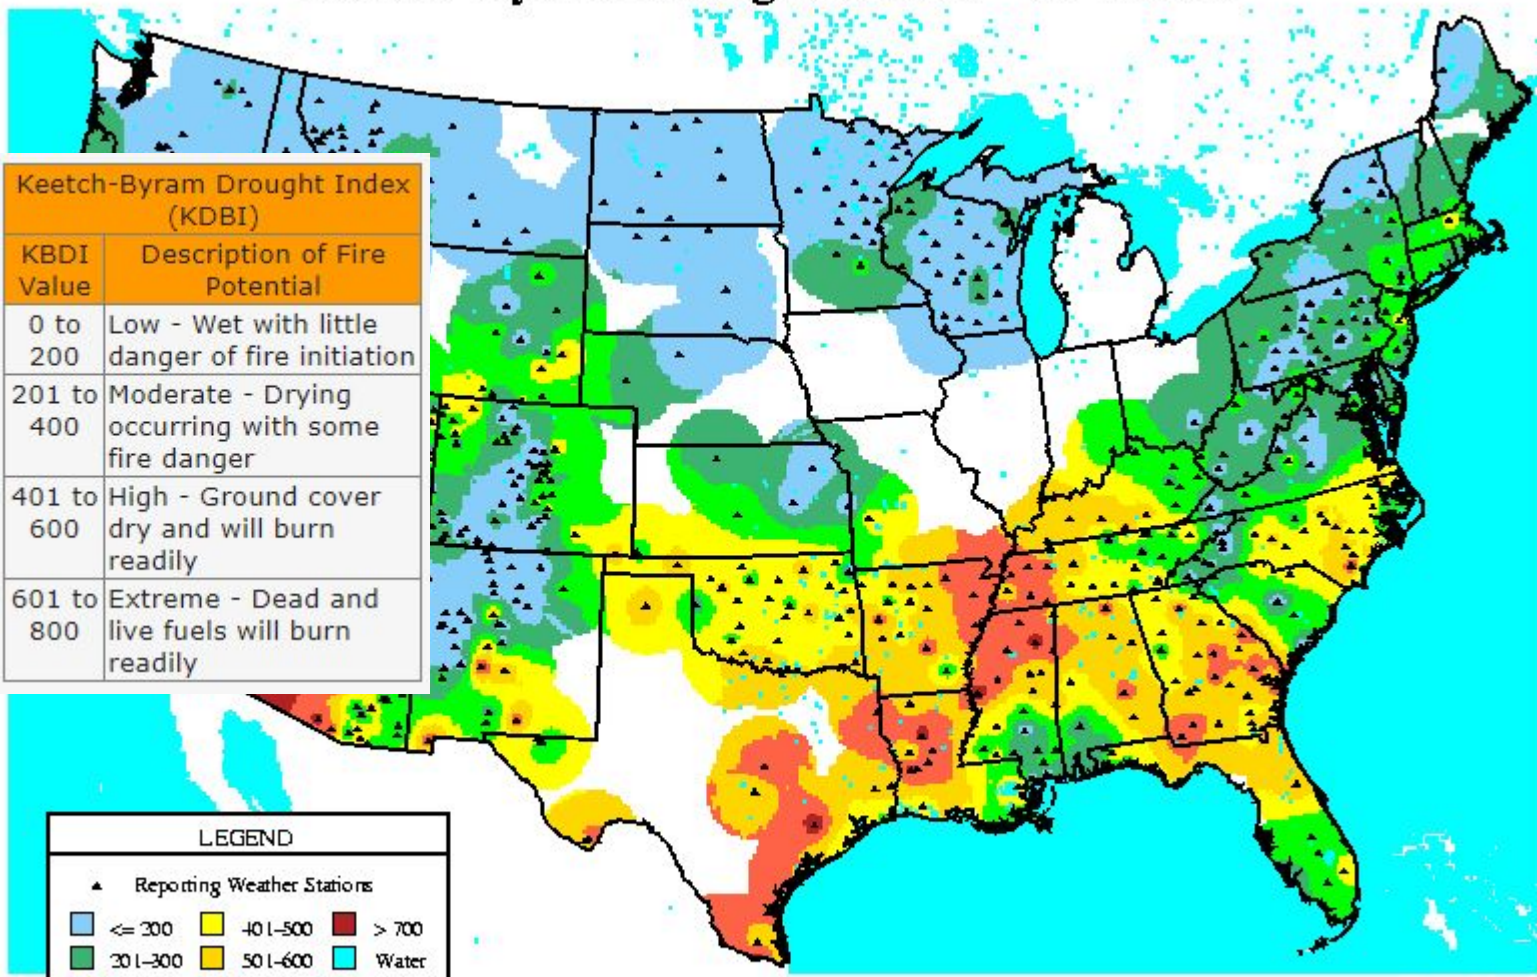 Keetch-Byram Drought Index
(KDBI)
KBDI
Value
Description of Fire
Potential
0 to
200
Low - Wet with little
danger of fire initiation
201 to
400
Moderate - Drying
occurring with some
fire danger
401 to
600
High - Ground cover
dry and will burn
readily
601 to
800
Extreme - Dead and
live fuels will burn
readily
LEGEND
Reporting Weather Stations
<= 200 401-500 > 700
201-300 501-600 Water